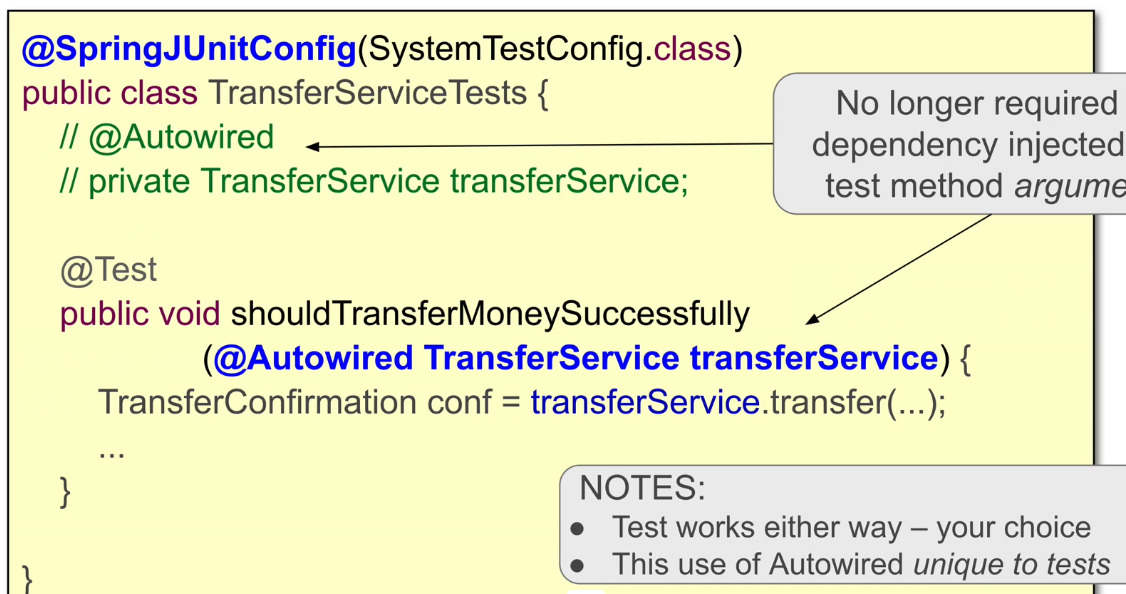 @SpringJUnitConfig(SystemTestConfig.class)
public class TransferServiceTests {
// @Autowired
// private TransferService transferService;
No longer required
dependency injected
test method argume
@Test
public void shouldTransferMoneySuccessfully
(@Autowired TransferService transferService) {
TransferConfirmation conf = transferService.transfer(...);
...
}
}
NOTES:
● Test works either way – your choice
● This use of Autowired unique to tests